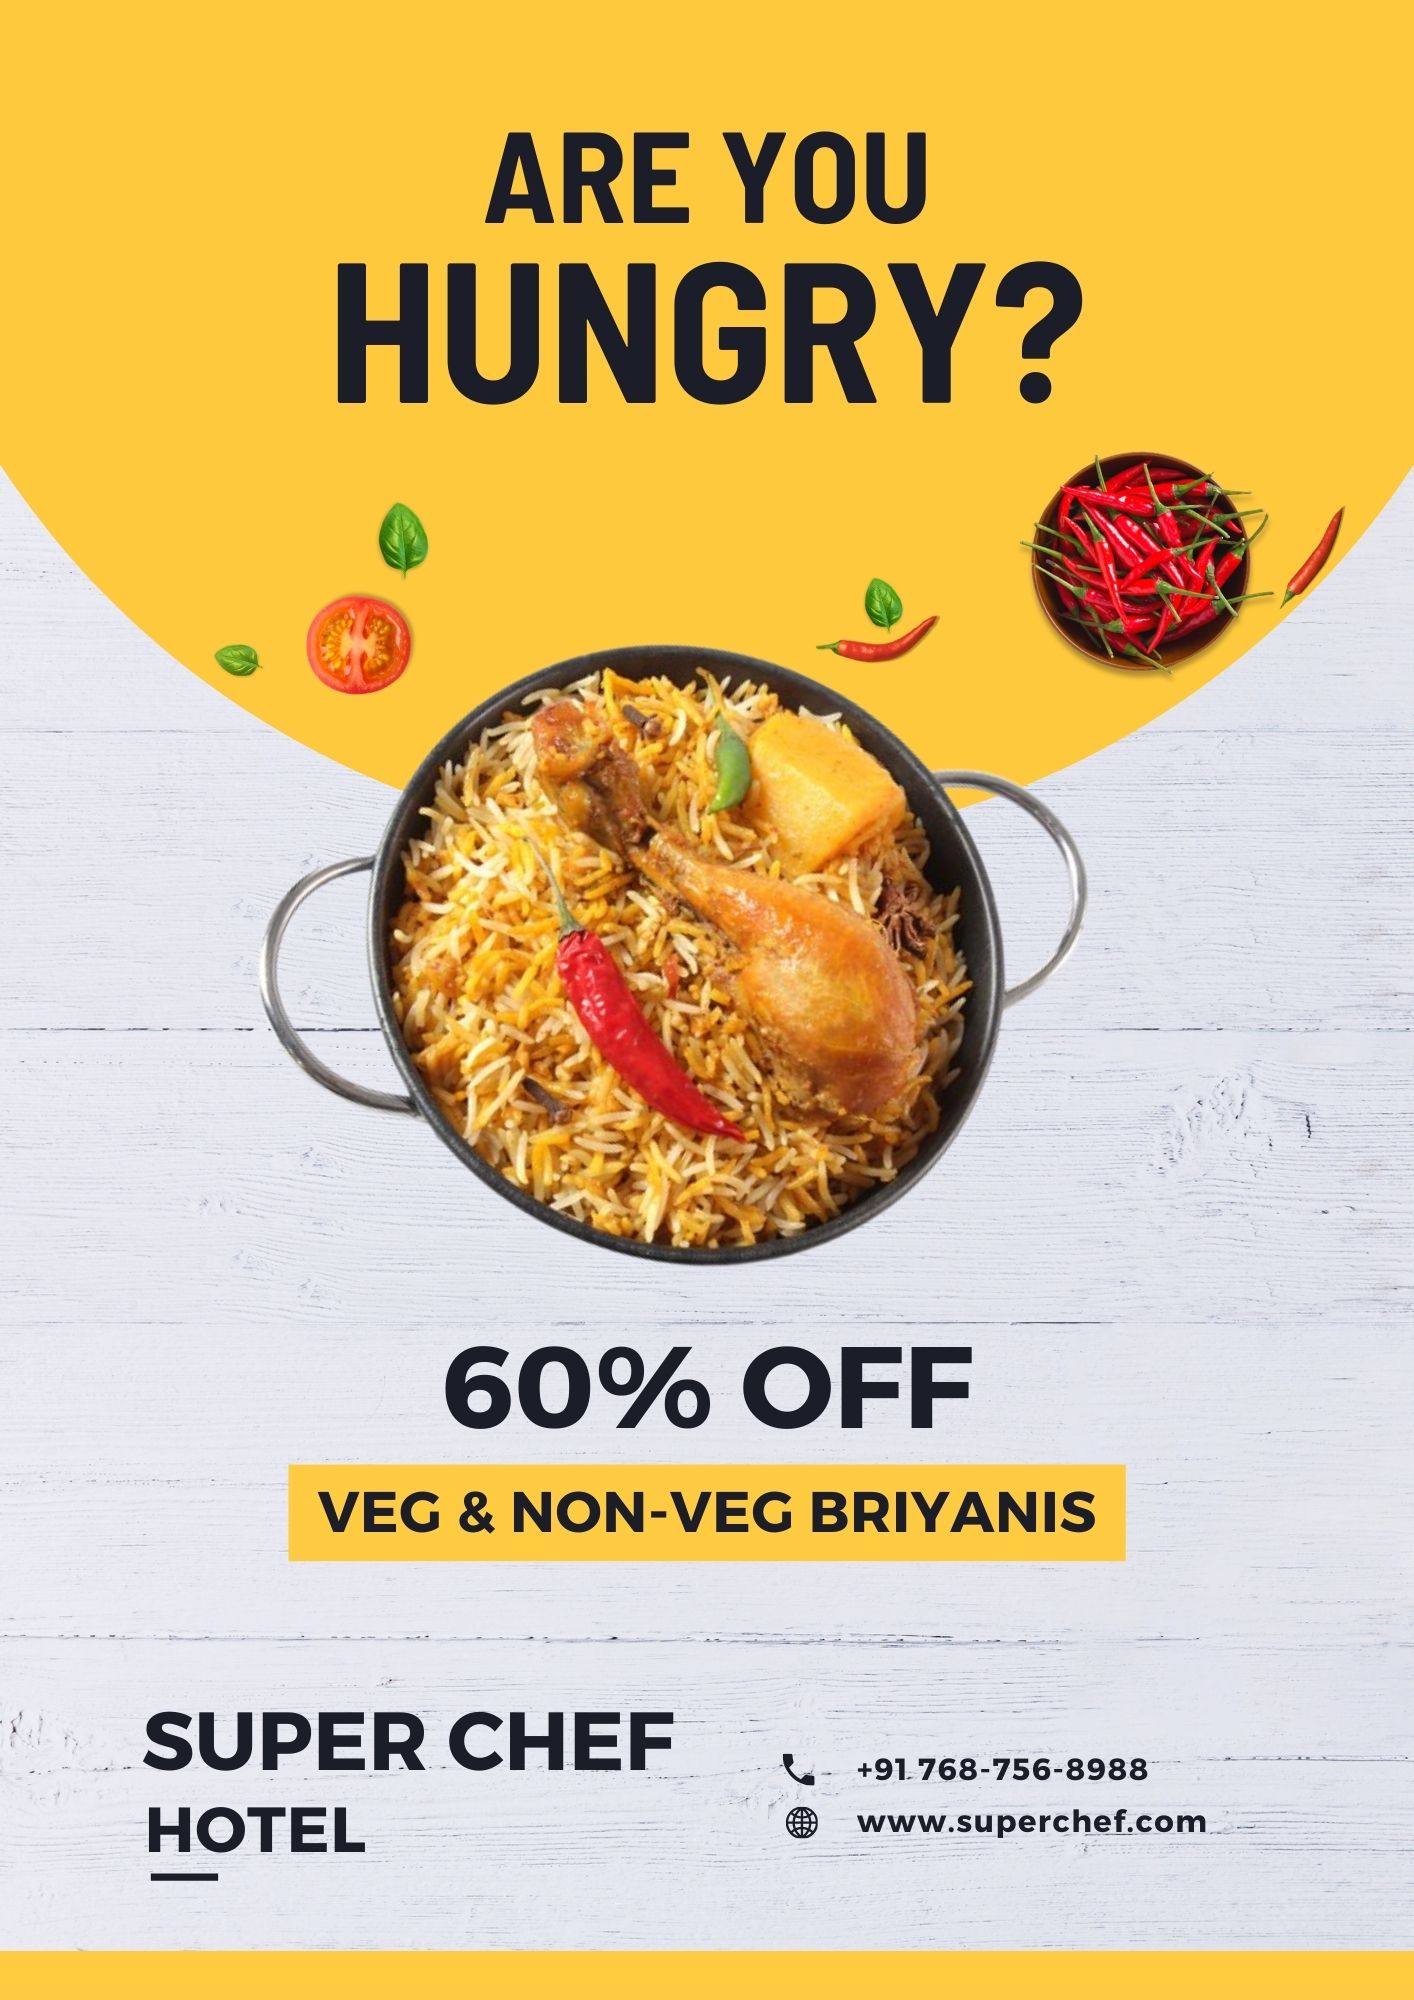 ARE YOU
HUNGRY?
60% OFF
VEG & NON-VEG BRIYANIS
SUPER CHEF
HOTEL
+91 768-756-8988
www.superchef.com